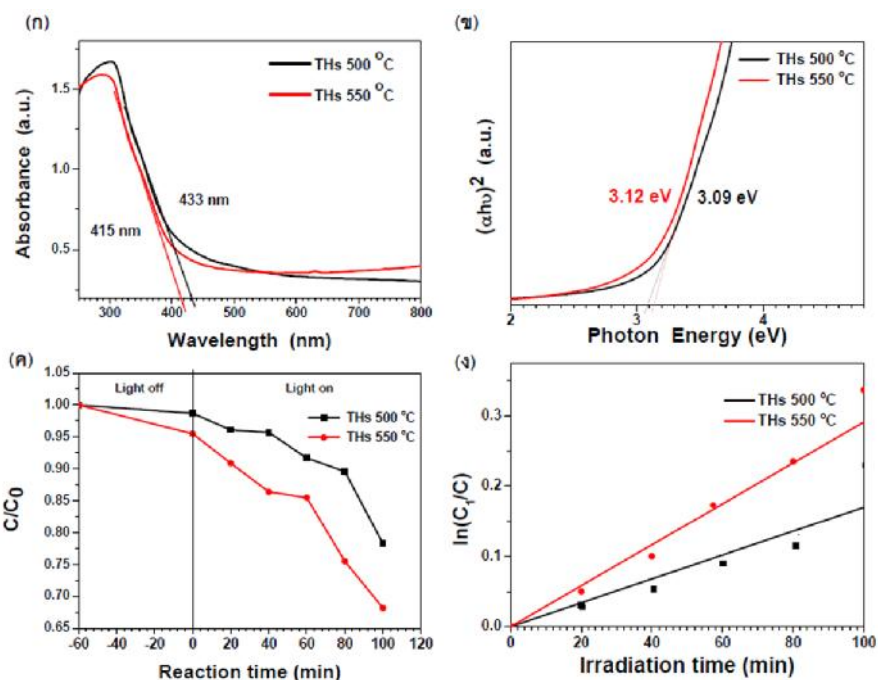 (ก)
THs 500 °C
THs 550 °C
Absorbance (a.u.)
1.5
1.0
0.5
433 nm
415 nm
300 400 500 600 700 800
Wavelength (nm)
(ข)
THs 500 °C
THs 550 °C
(αhυ)² (a.u.)
3.12 eV
3.09 eV
2 3 4
Photon Energy (eV)
(ค)
Light off
Light on
THs 500 °C
THs 550 °C
C/C₀
1.05
1.00
0.95
0.90
0.85
0.80
0.75
0.70
0.65
-60 -40 -20 0 20 40 60 80 100 120
Reaction time (min)
(ง)
THs 500 °C
THs 550 °C
ln(C₁/C)
0.3
0.2
0.1
0.0
0 20 40 60 80 100
Irradiation time (min)